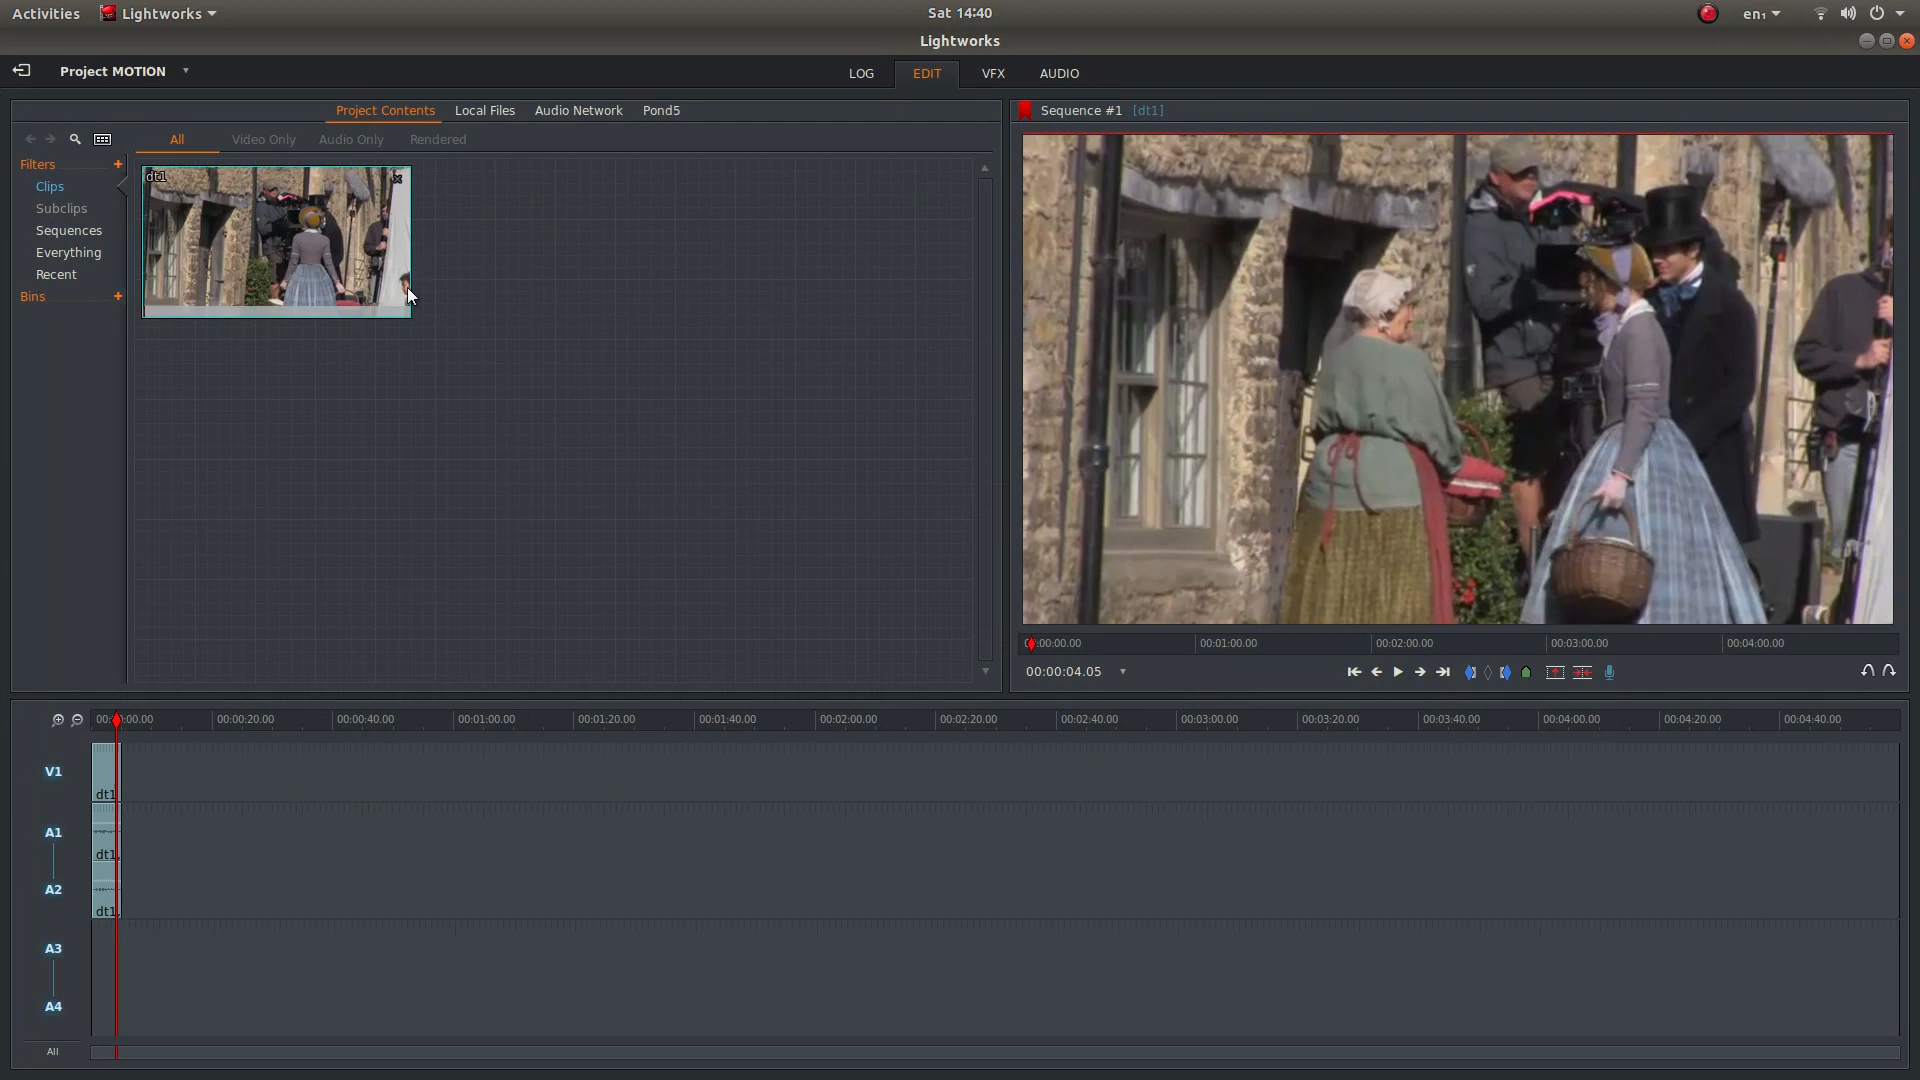 Activities Lightworks Sat 14:40 en₁
Lightworks
Project MOTION LOG EDIT VFX AUDIO
Project Contents Local Files Audio Network Pond5
Sequence #1 [dt1]
All Video Only Audio Only Rendered
Filters +
Clips
Subclips
Sequences
Everything
Recent
Bins +
dt1 x
:00:00.00 00:01:00.00 00:02:00.00 00:03:00.00 00:04:00.00
00:00:04.05
00: 0:00.00 00:00:20.00 00:00:40.00 00:01:00.00 00:01:20.00 00:01:40.00 00:02:00.00 00:02:20.00 00:02:40.00 00:03:00.00 00:03:20.00 00:03:40.00 00:04:00.00 00:04:20.00 00:04:40.00
V1
dt1
A1
dt1,
A2
dt1,
A3
A4
All